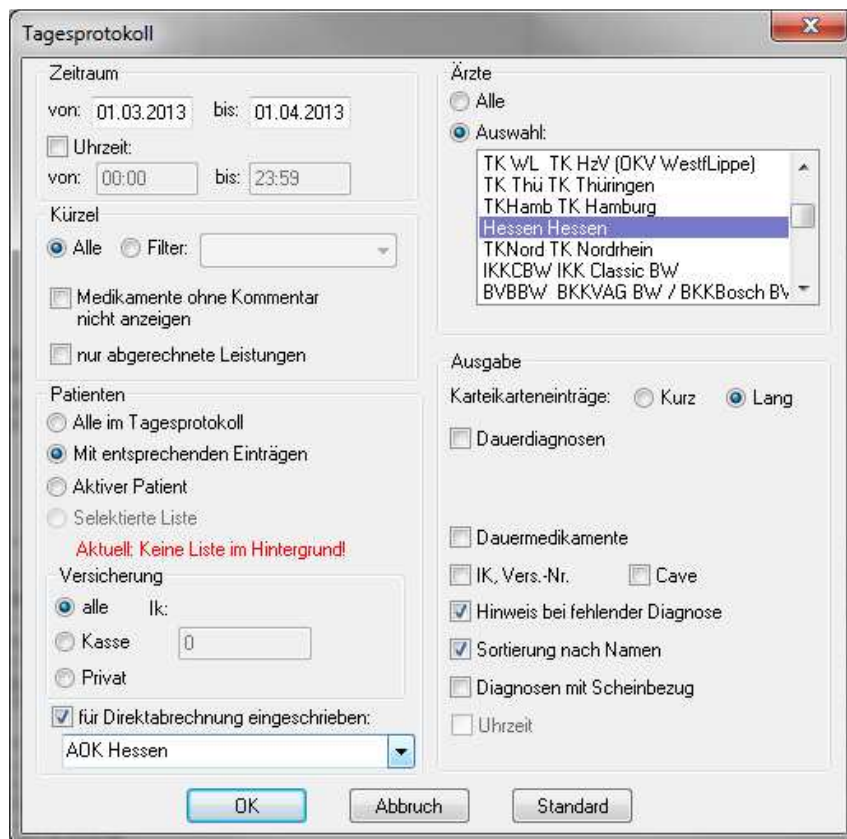 Tagesprotokoll
Zeitraum
von: 01.03.2013 bis: 01.04.2013
Uhrzeit:
von: 00:00 bis: 23:59
Kürzel
Alle Filter:
Medikamente ohne Kommentar
nicht anzeigen
nur abgerechnete Leistungen
Patienten
Alle im Tagesprotokoll
Mit entsprechenden Einträgen
Aktiver Patient
Selektierte Liste
Aktuell: Keine Liste im Hintergrund!
Versicherung
alle Ik:
Kasse 0
Privat
für Direktabrechnung eingeschrieben:
AOK Hessen
Ärzte
Alle
Auswahl:
TK WL TK HzV (OKV WestfLippe)
TK Thü TK Thüringen
TKHamb TK Hamburg
Hessen Hessen
TKNord TK Nordrhein
IKKCBW IKK Classic BW
BVBBW BKKVAG BW / BKKBosch BV
Ausgabe
Karteikarteneinträge: Kurz Lang
Dauerdiagnosen
Dauermedikamente
IK, Vers.-Nr. Cave
Hinweis bei fehlender Diagnose
Sortierung nach Namen
Diagnosen mit Scheinbezug
Uhrzeit
OK Abbruch Standard